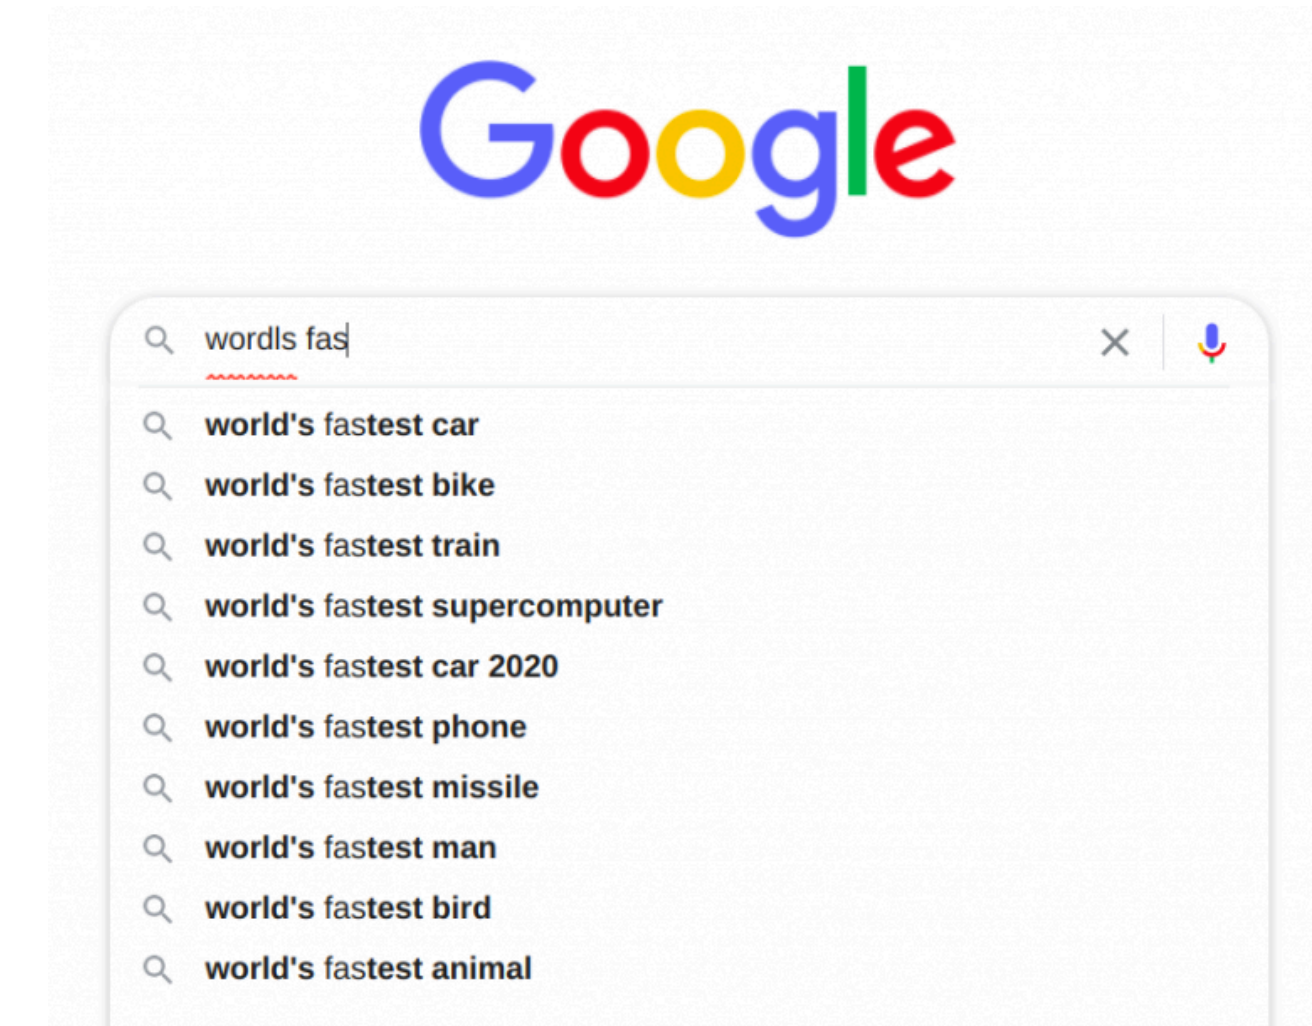 Google
wordls fas
world's fastest car
world's fastest bike
world's fastest train
world's fastest supercomputer
world's fastest car 2020
world's fastest phone
world's fastest missile
world's fastest man
world's fastest bird
world's fastest animal